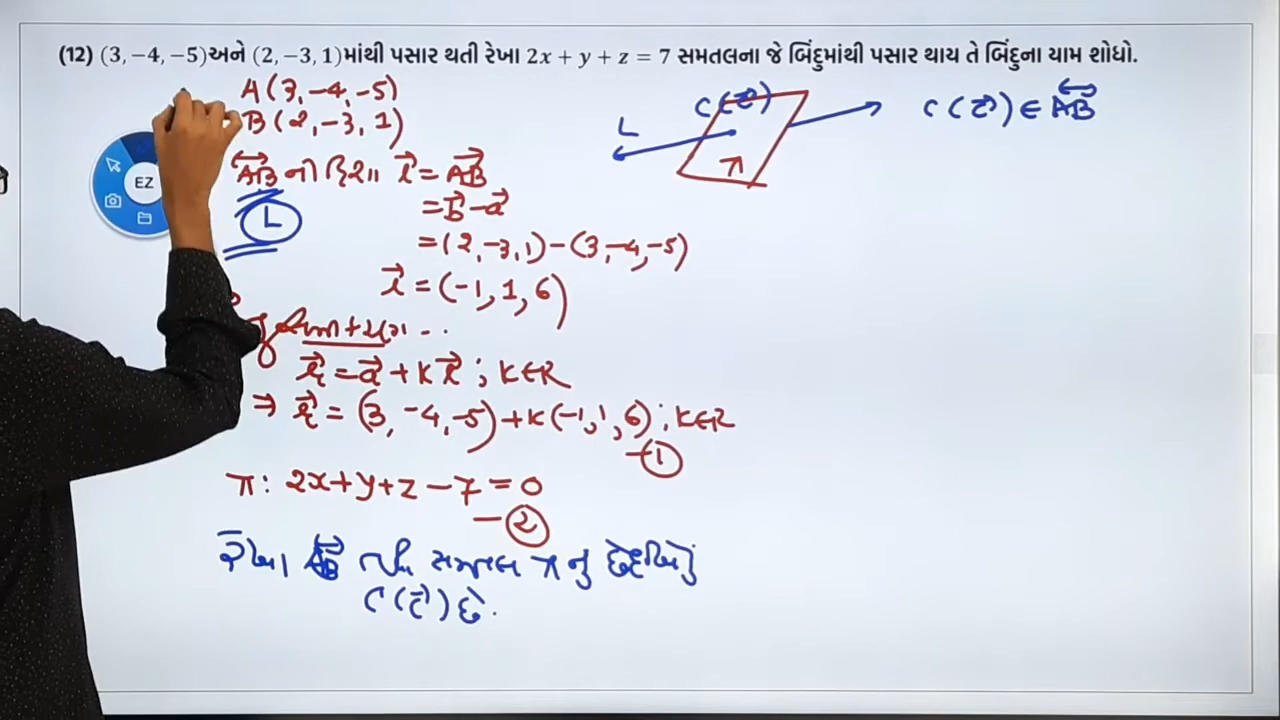 (12) (3, −4, −5)અને (2, −3, 1)માંથી પસાર થતી રેખા 2x + y + z = 7 સમતલના જે બિંદુમાંથી પસાર થાય તે બિંદુના યામ શોધો.
A(3, -4, -5)
B(2, -3, 1)
EZ
AB ની દિશા l = AB
L
= b - a
= (2, -3, 1) - (3, -4, -5)
l = (-1, 1, 6)
r = a + k l ; k∈R
⇒ r = (3, -4, -5) + k(-1, 1, 6) ; k∈R
— 1
π: 2x + y + z - 7 = 0
— 2
રેખા AB તથા સમતલ π નું છેદબિંદુ
C(c) છે.
C(c)
L
π
C(c) ∈ AB